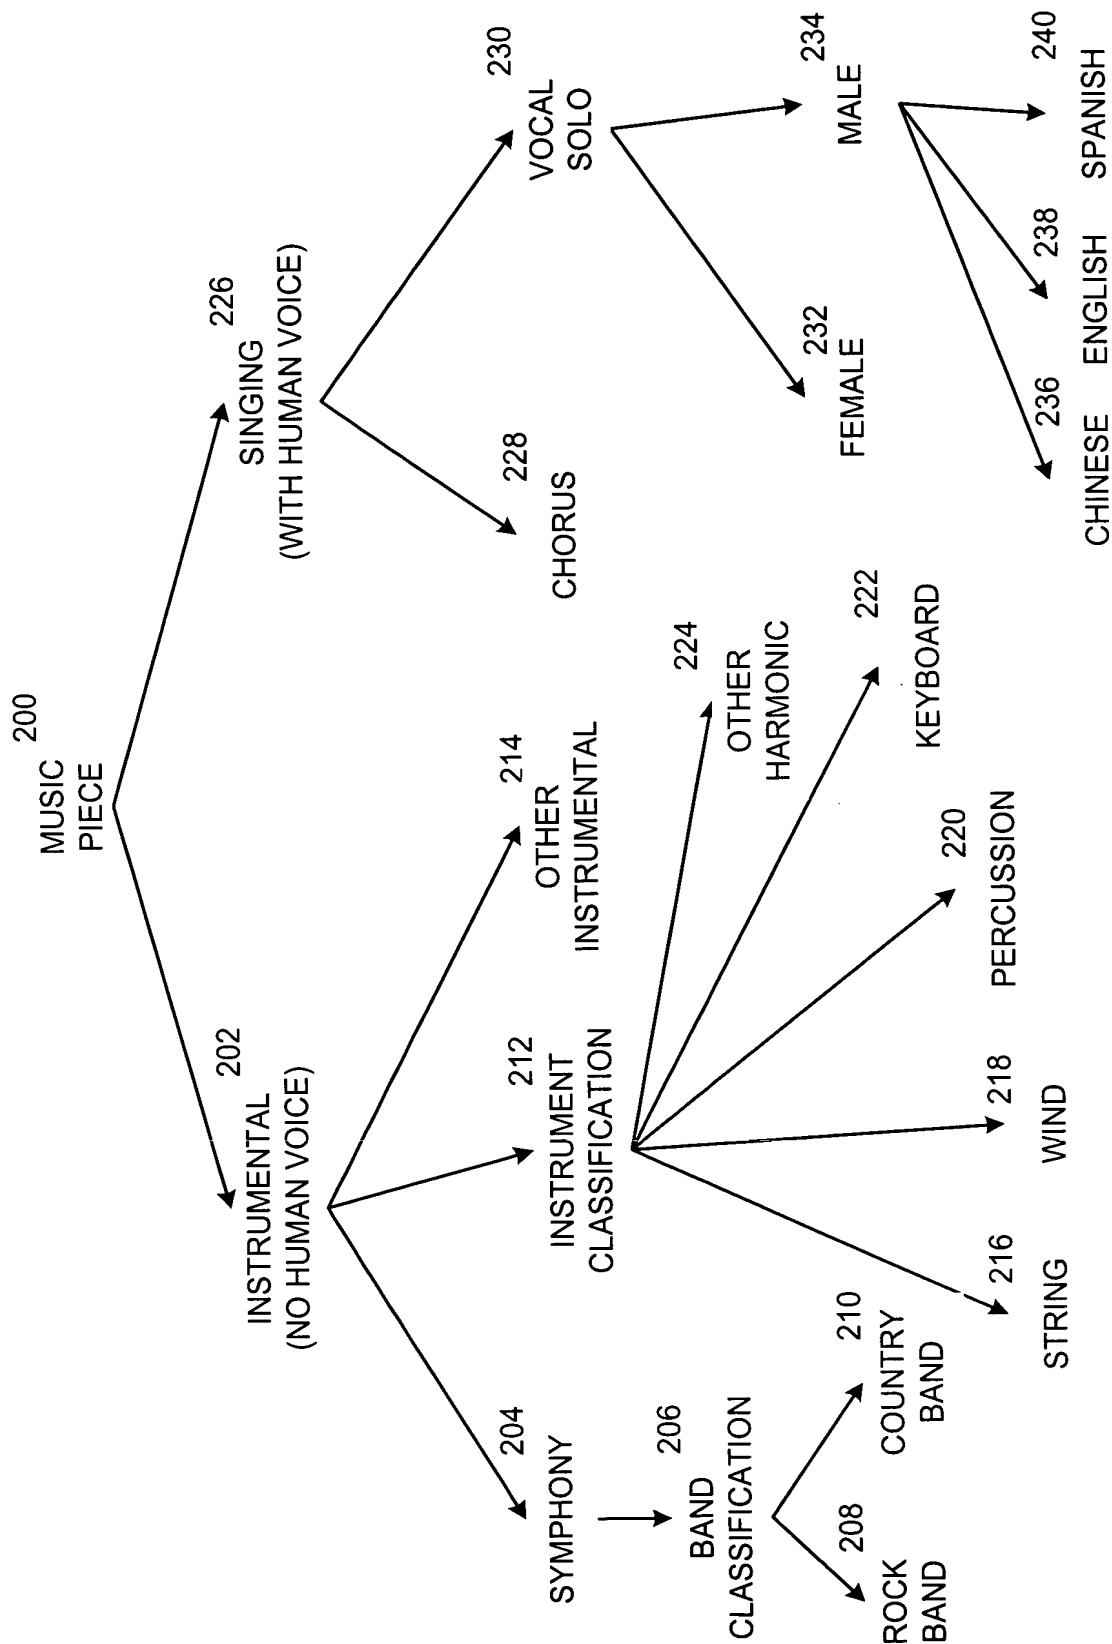 200
MUSIC
PIECE
202
INSTRUMENTAL
(NO HUMAN VOICE)
226
SINGING
(WITH HUMAN VOICE)
204
SYMPHONY
212
INSTRUMENT
CLASSIFICATION
214
OTHER
INSTRUMENTAL
228
CHORUS
230
VOCAL
SOLO
206
BAND
CLASSIFICATION
224
OTHER
HARMONIC
232
FEMALE
234
MALE
208
ROCK
BAND
210
COUNTRY
BAND
216
STRING
218
WIND
220
PERCUSSION
222
KEYBOARD
236
CHINESE
238
ENGLISH
240
SPANISH